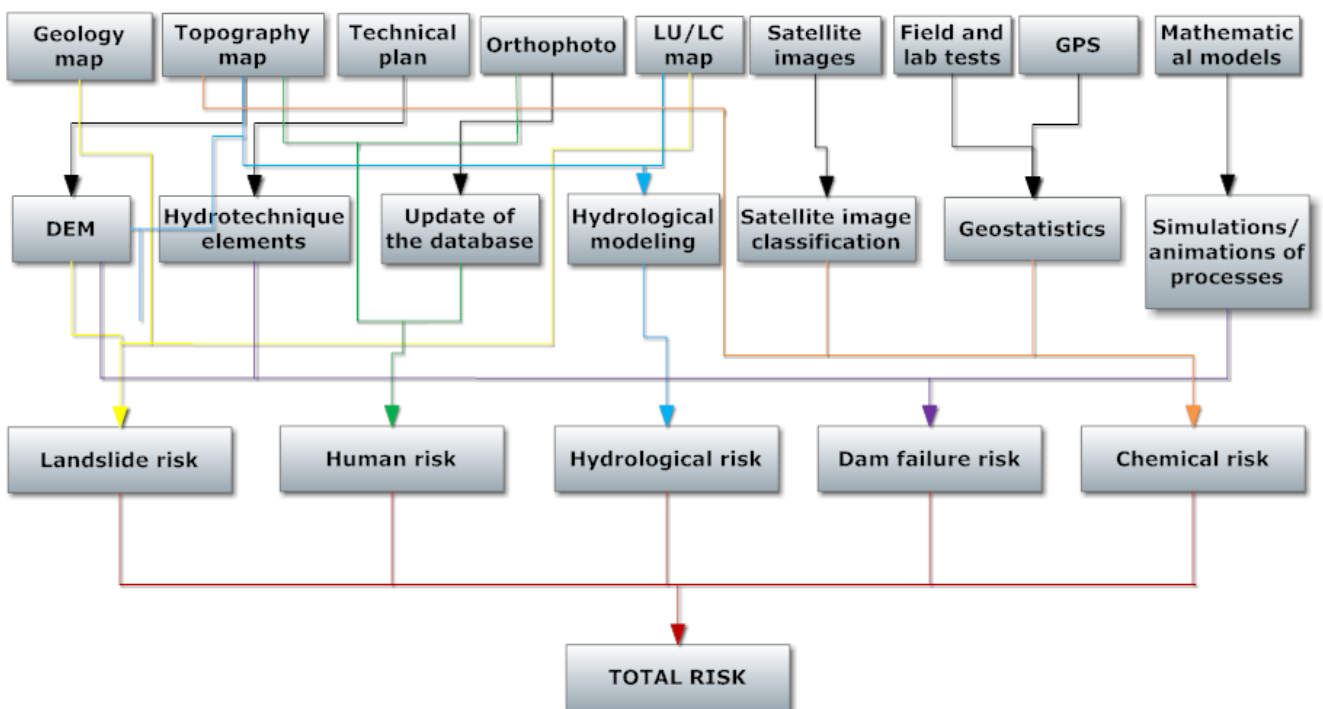 Geology
map
Topography
map
Technical
plan
Orthophoto
LU/LC
map
Satellite
images
Field and
lab tests
GPS
Mathematic
al models
DEM
Hydrotechnique
elements
Update of
the database
Hydrological
modeling
Satellite image
classification
Geostatistics
Simulations/
animations of
processes
Landslide risk
Human risk
Hydrological risk
Dam failure risk
Chemical risk
TOTAL RISK